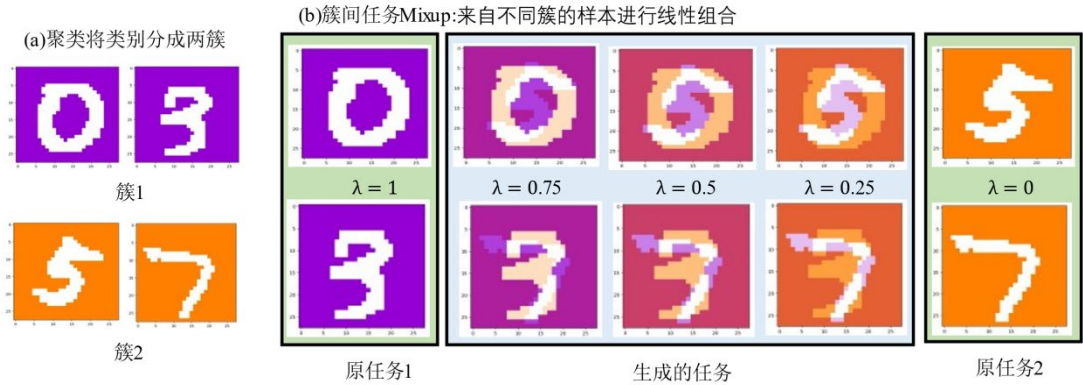 (a)聚类将类别分成两簇
簇1
簇2
(b)簇间任务Mixup:来自不同簇的样本进行线性组合
λ = 1
λ = 0.75
λ = 0.5
λ = 0.25
λ = 0
原任务1
生成的任务
原任务2